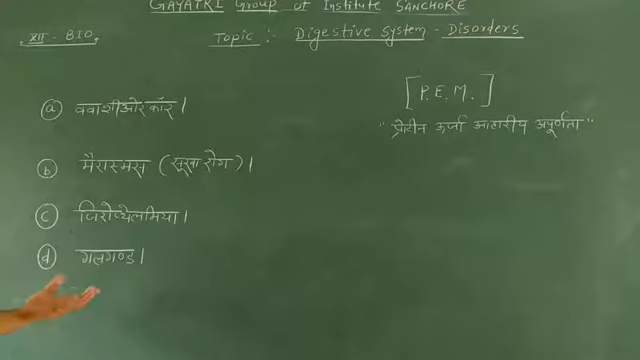 GAYATRI Group of Institute SANCHORE
XII - BIO.
Topic :- Digestive system - Disorders
[P.E.M.]
"प्रोटीन ऊर्जा आहारीय अपूर्णता"
(a) क्वाशीओरकॉर।
(b) मैरास्मस (सूखा रोग)।
(c) जिरोप्थैलमिया।
(d) गलगण्ड।